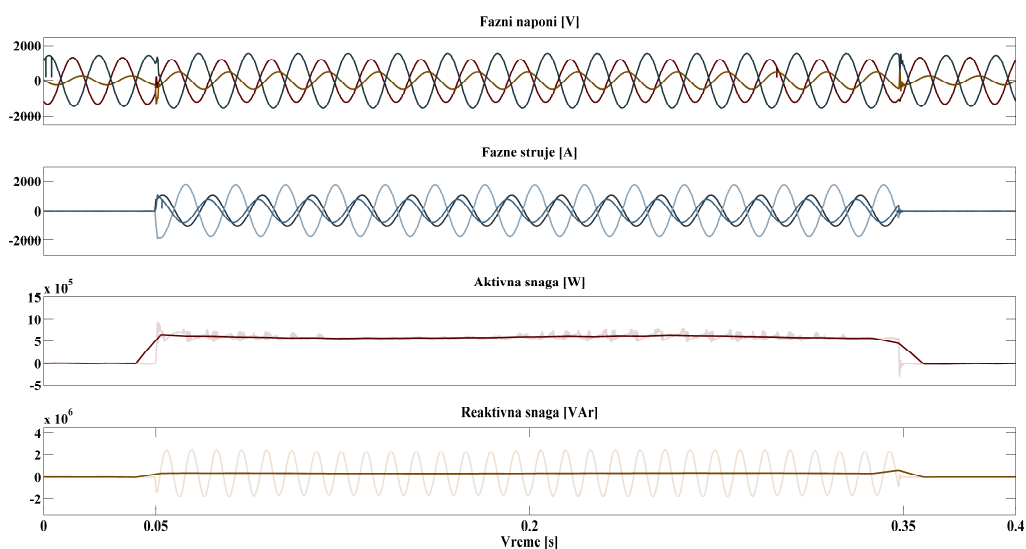 Fazni naponi [V]
2000
0
-2000
Fazne struje [A]
2000
0
-2000
Aktivna snaga [W]
x 10^5
15
10
5
0
-5
Reaktivna snaga [VAr]
x 10^6
4
2
0
-2
0 0.05 0.2 0.35 0.4
Vreme [s]